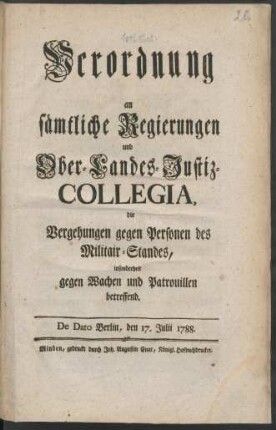 Verordnung
an
sämtliche Regierungen
und
Ober-Landes-Justiz-
COLLEGIA,
die
Vergehungen gegen Personen des
Militair-Standes,
insonderheit
gegen Wachen und Patrouillen
betreffend.
De Dato Berlin, den 17. Julii 1788.
Minden, gedruckt durch Joh. Augustin Enax, Königl. Hofbuchdrucker.